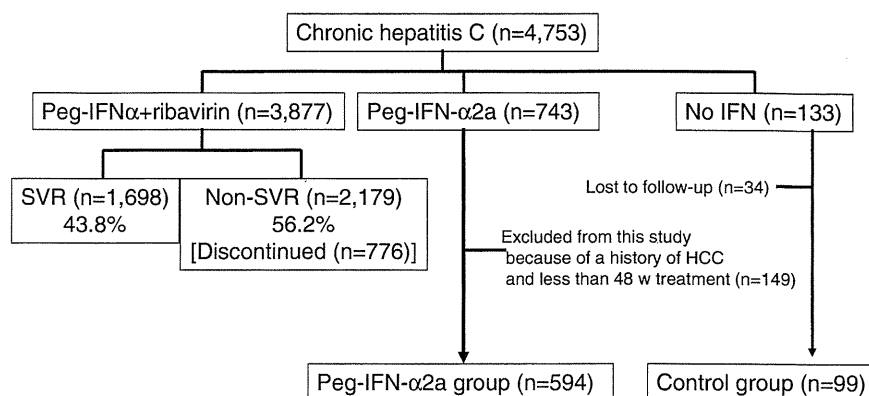 Chronic hepatitis C (n=4,753)
Peg-IFNα+ribavirin (n=3,877)
Peg-IFN-α2a (n=743)
No IFN (n=133)
SVR (n=1,698)
43.8%
Non-SVR (n=2,179)
56.2%
[Discontinued (n=776)]
Lost to follow-up (n=34)
Excluded from this study
because of a history of HCC
and less than 48 w treatment (n=149)
Peg-IFN-α2a group (n=594)
Control group (n=99)